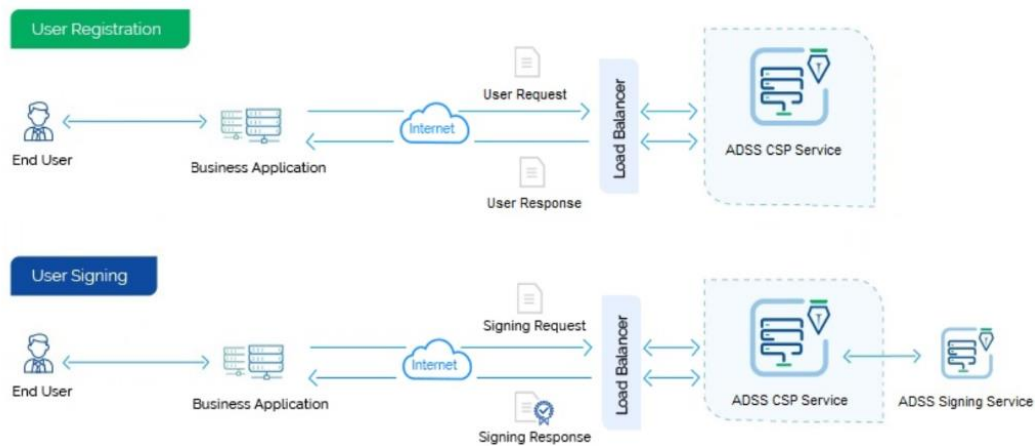 User Registration
User Request
Internet
Load Balancer
End User
Business Application
ADSS CSP Service
User Response
User Signing
Signing Request
Internet
Load Balancer
End User
Business Application
ADSS CSP Service
ADSS Signing Service
Signing Response